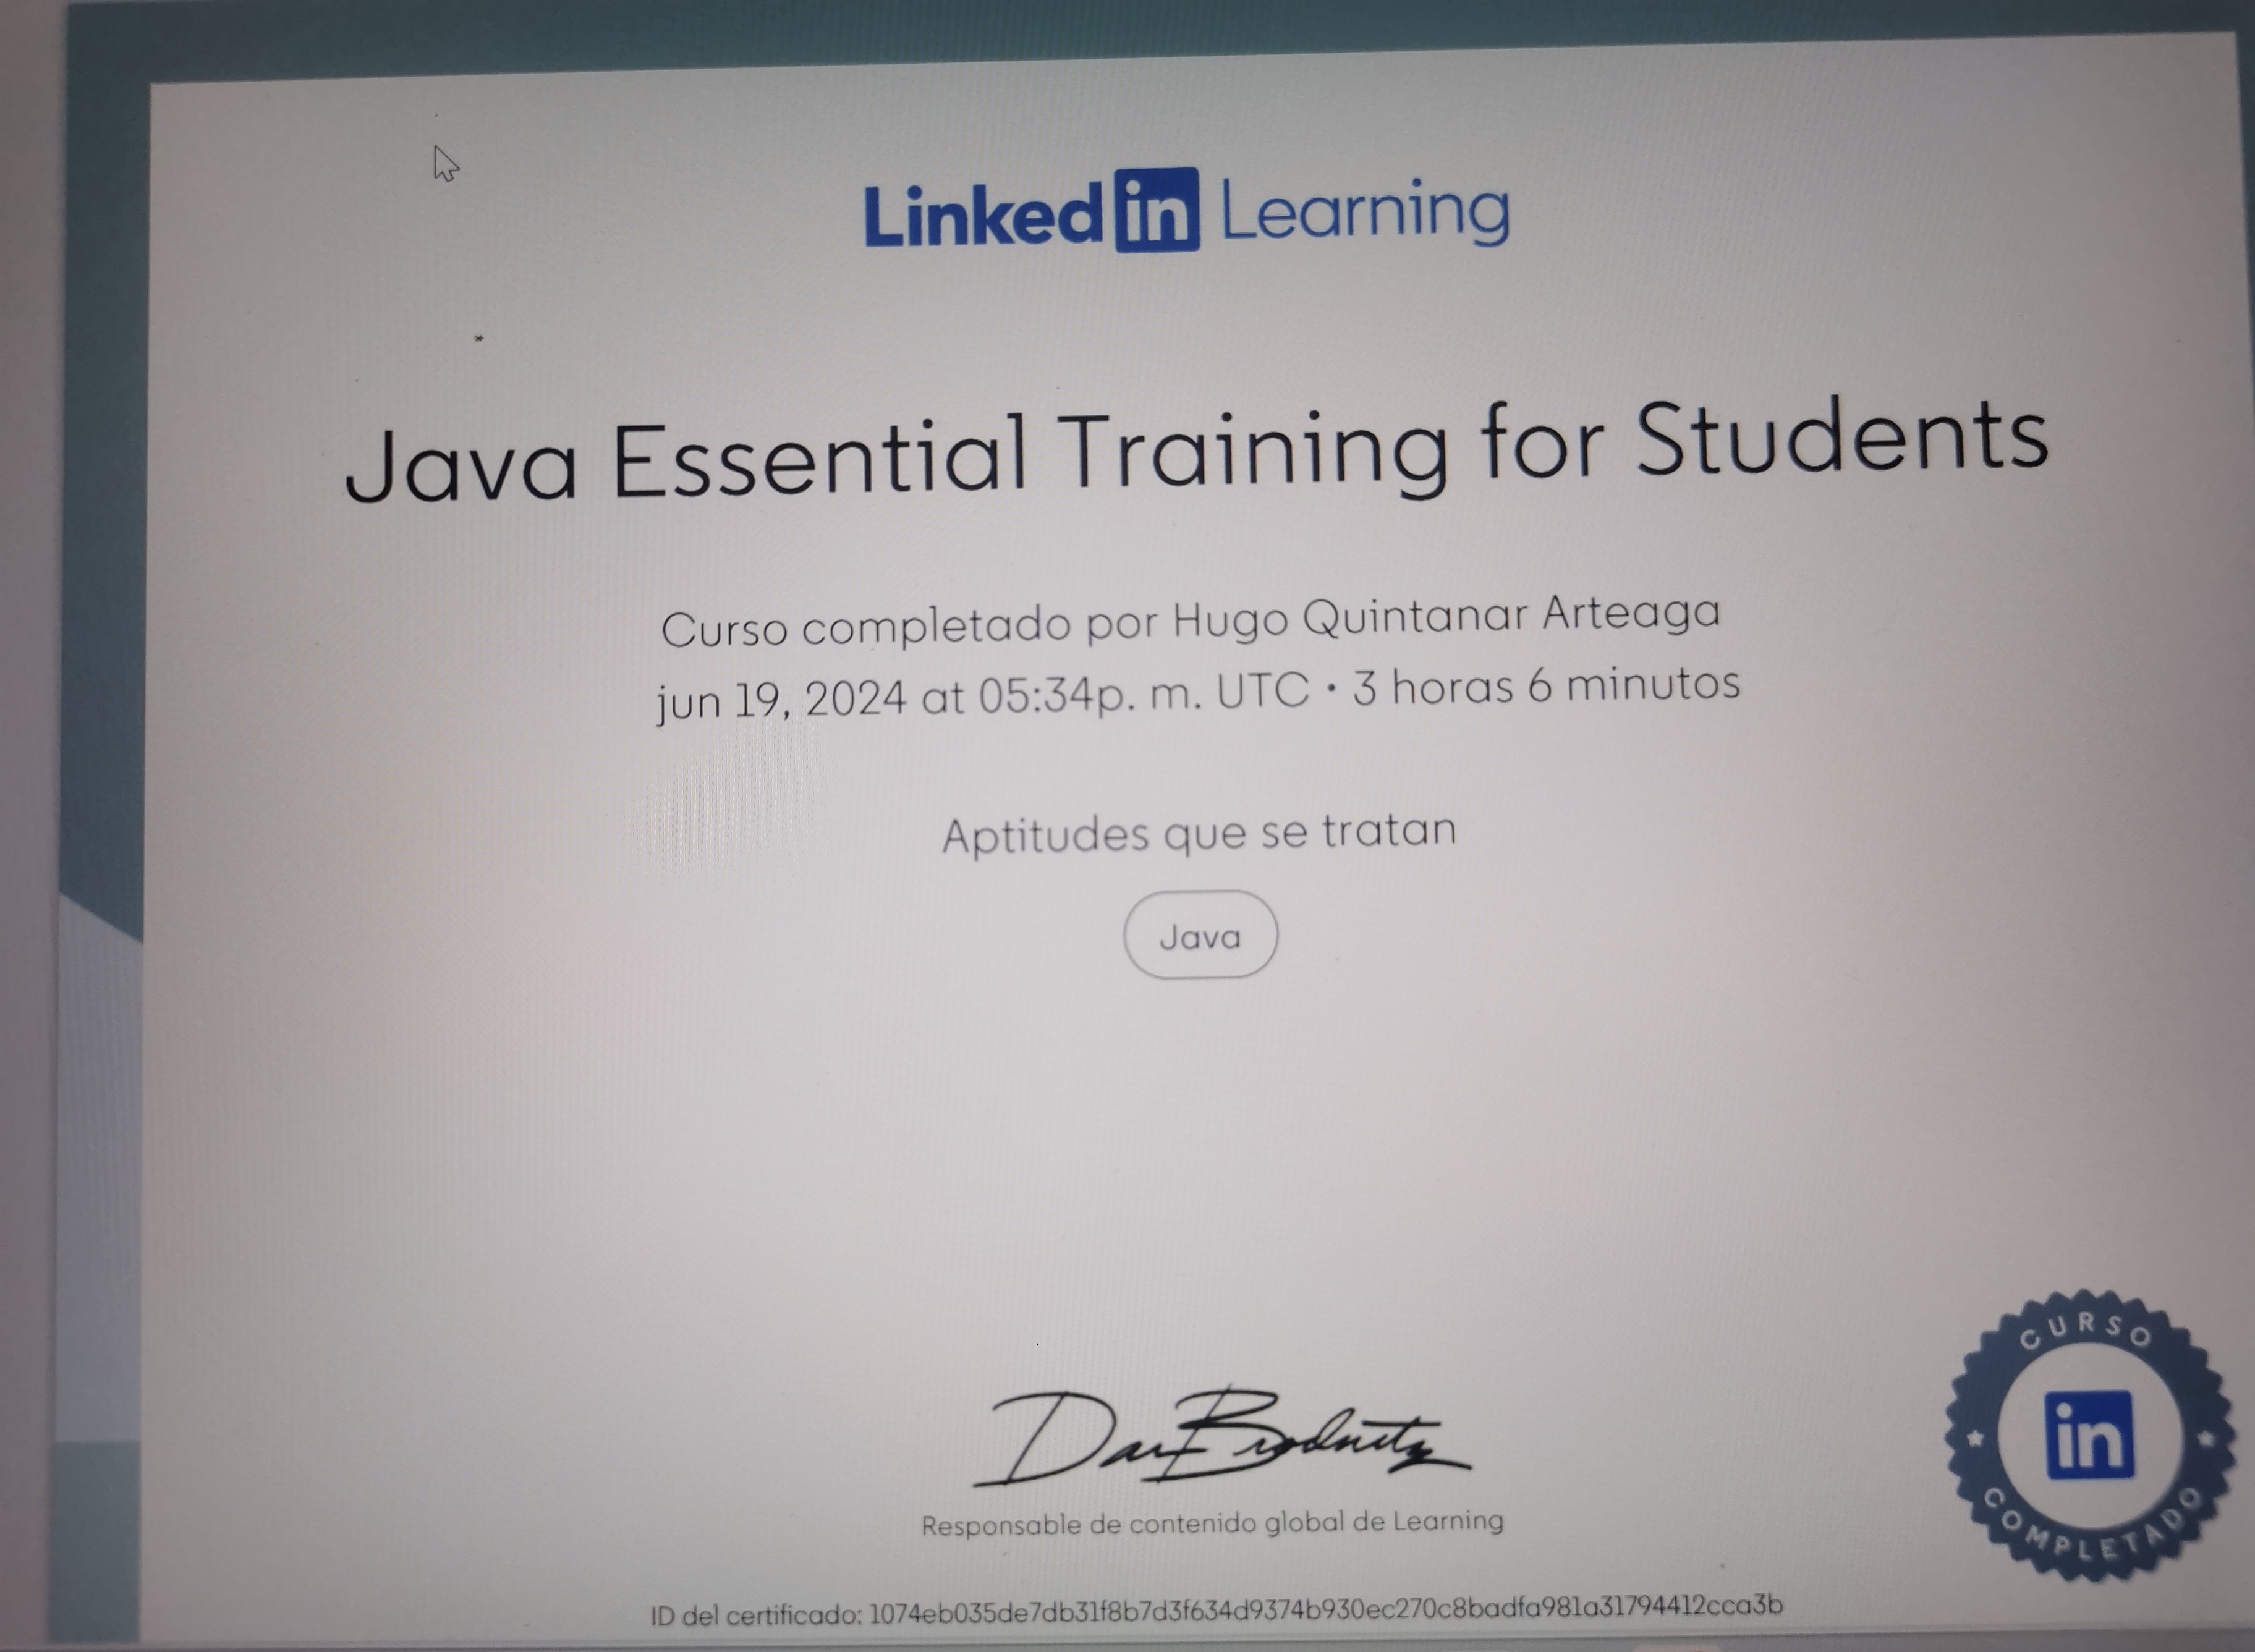 Linked in Learning
Java Essential Training for Students
Curso completado por Hugo Quintanar Arteaga
jun 19, 2024 at 05:34p. m. UTC • 3 horas 6 minutos
Aptitudes que se tratan
Java
Dan Brodnitz
Responsable de contenido global de Learning
ID del certificado: 1074eb035de7db31f8b7d3f634d9374b930ec270c8badfa981a31794412cca3b
CURSO
in
COMPLETADO